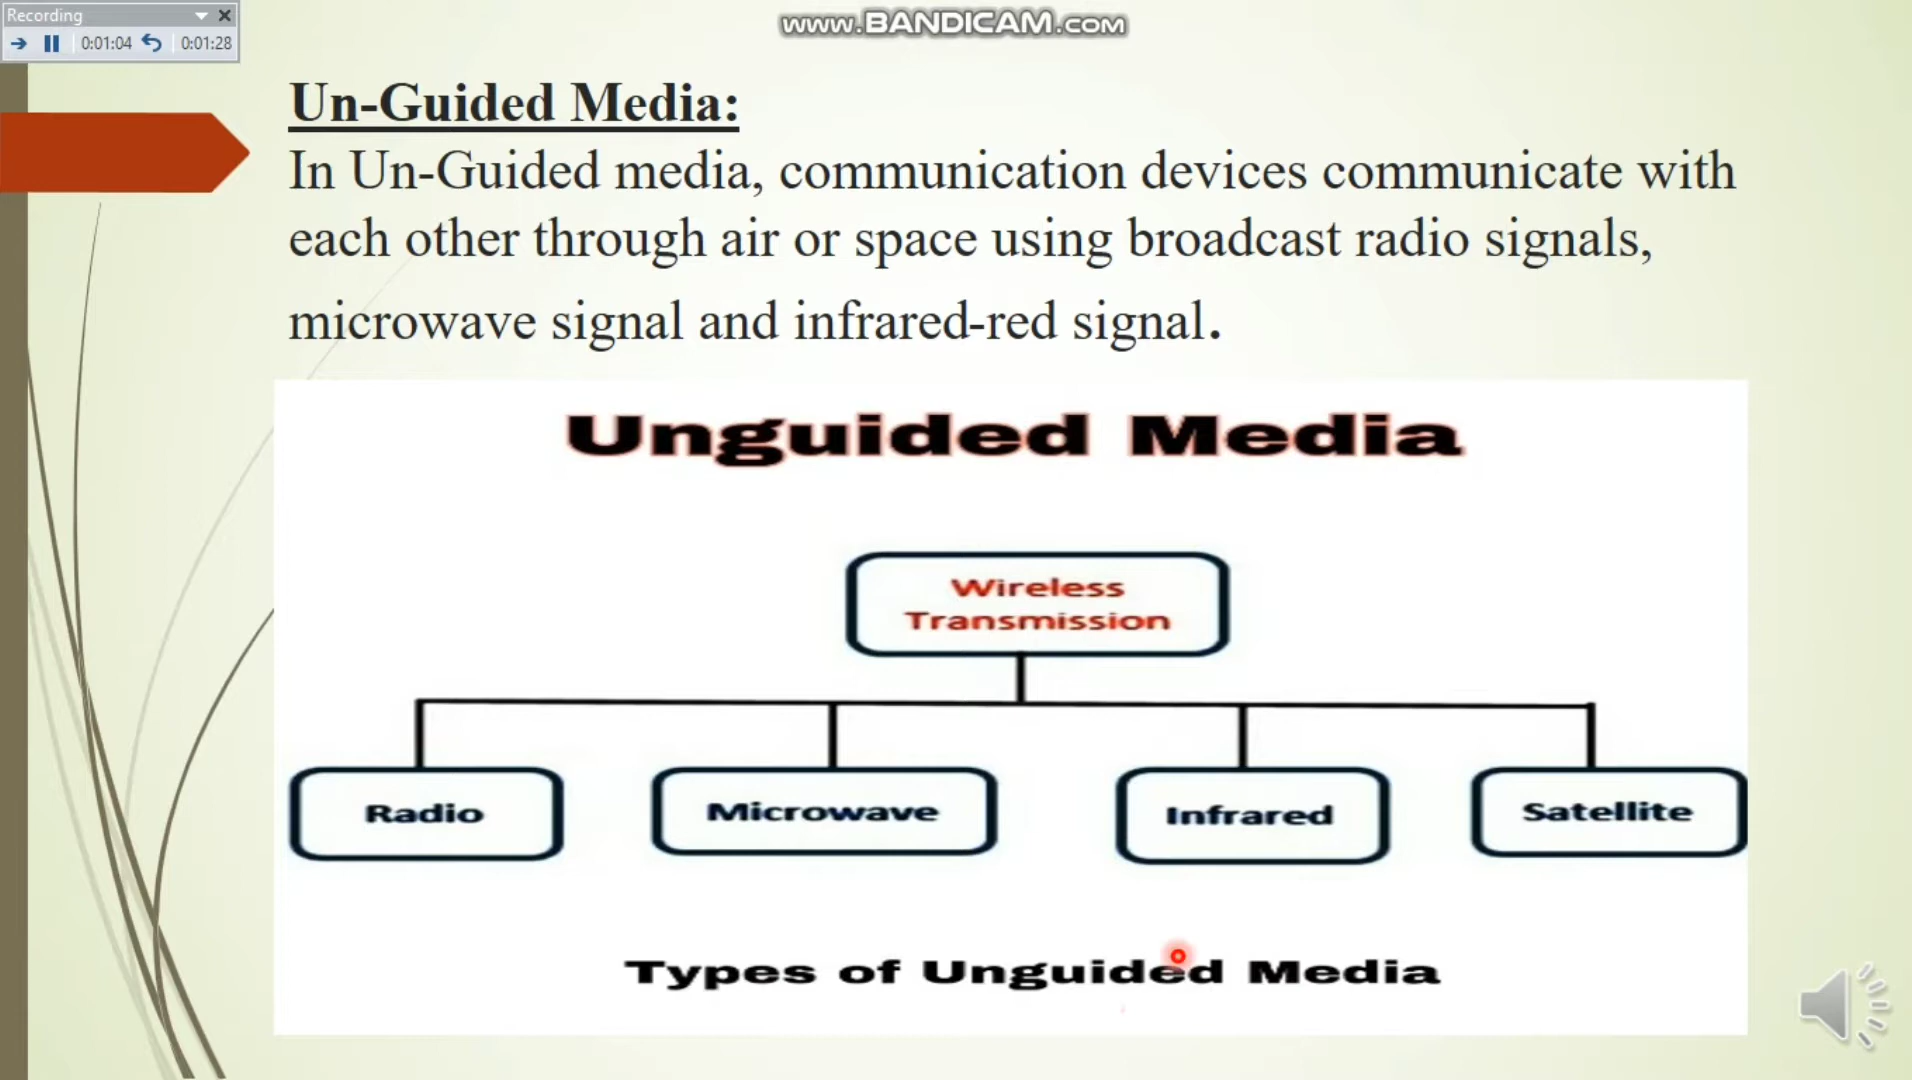 Recording
0:01:04 0:01:28
www.BANDICAM.com
Un-Guided Media:
In Un-Guided media, communication devices communicate with
each other through air or space using broadcast radio signals,
microwave signal and infrared-red signal.
Unguided Media
Wireless
Transmission
Radio
Microwave
Infrared
Satellite
Types of Unguided Media